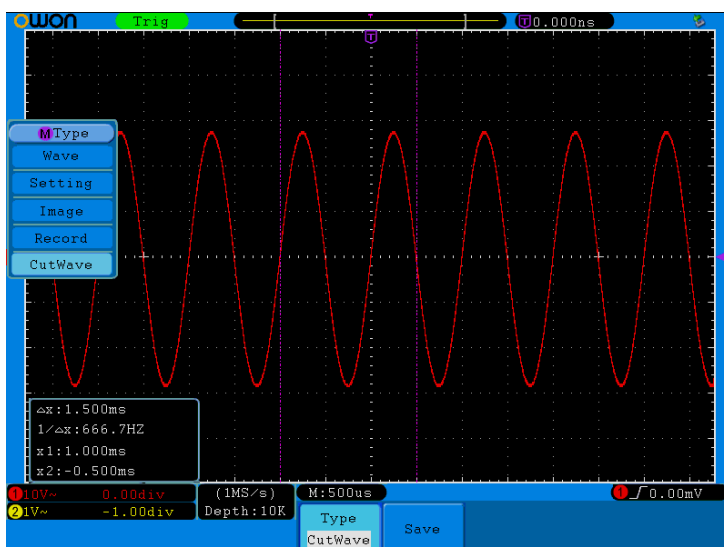 OWON Trig T 0.000ns
T
M Type
Wave
Setting
Image
Record
CutWave
△x:1.500ms
1/△x:666.7HZ
x1:1.000ms
x2:-0.500ms
1 10V~ 0.00div (1MS/s) M:500us 1 0.00mV
2 1V~ -1.00div Depth:10K
Type Save
CutWave